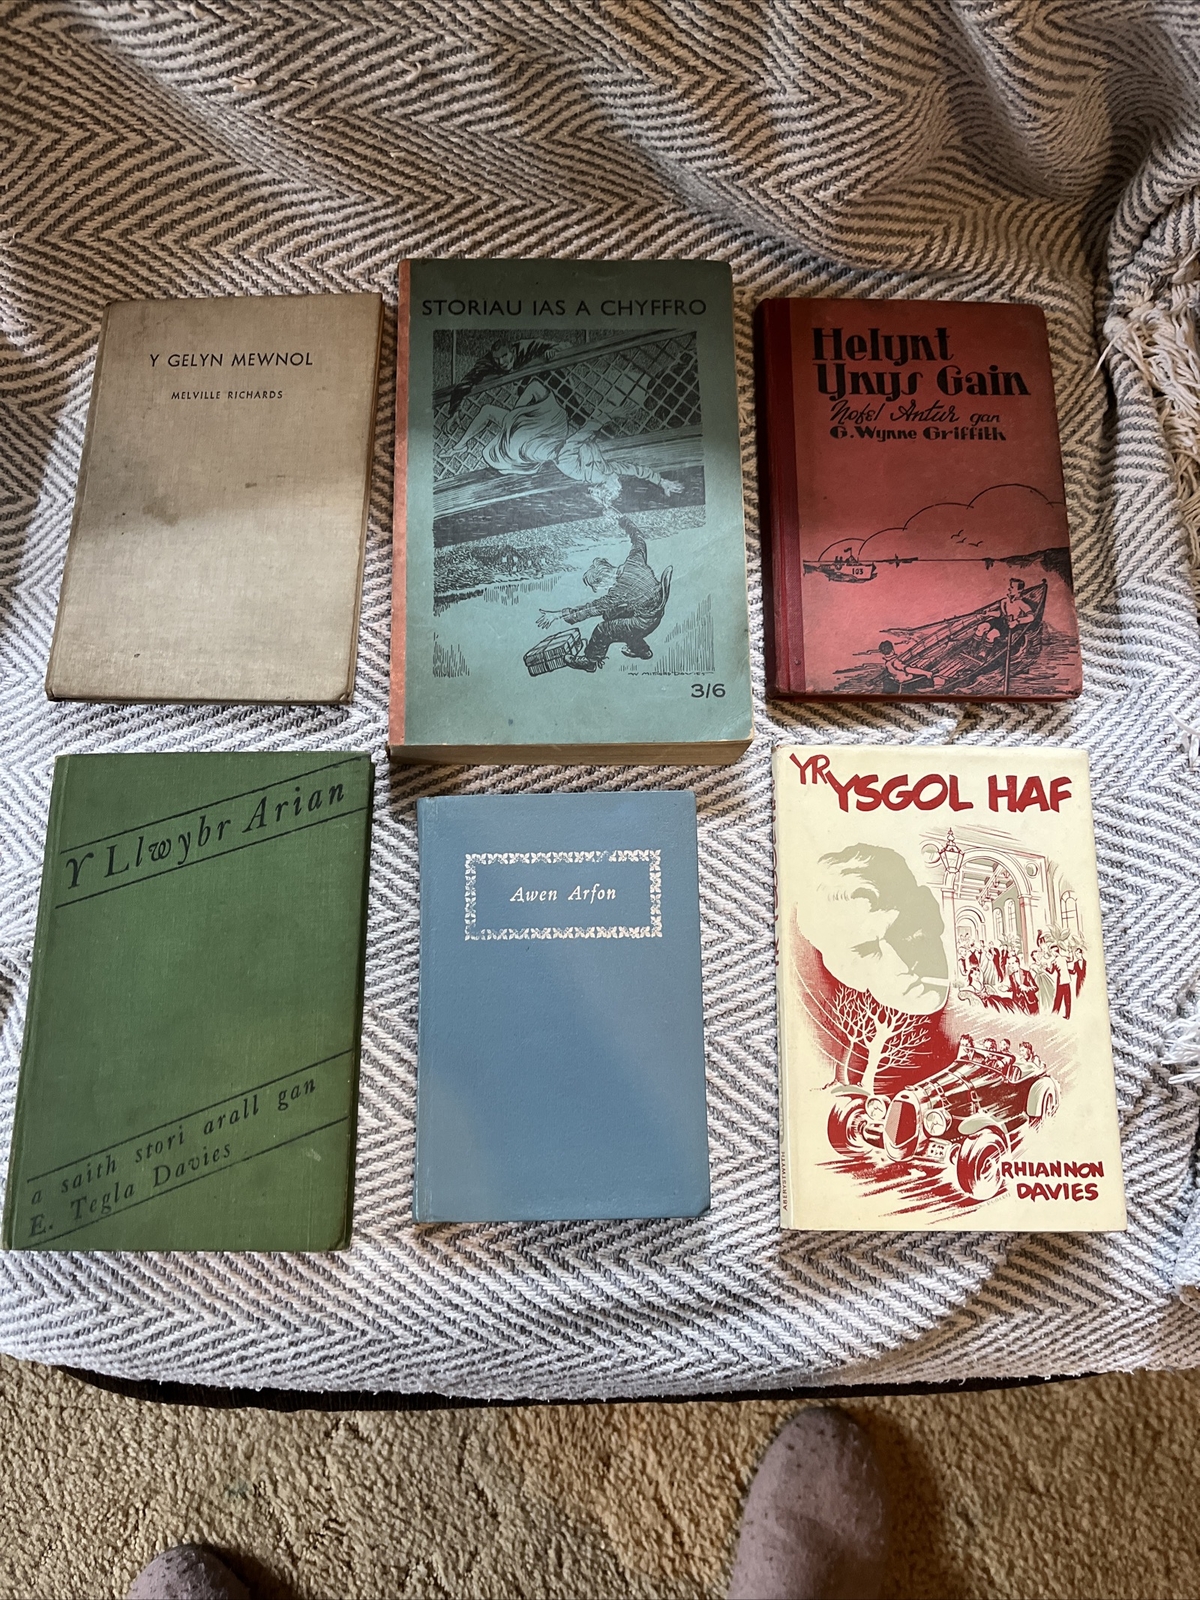 Y GELYN MEWNOL
MELVILLE RICHARDS
STORIAU IAS A CHYFFRO
3/6
Helynt
Ynys Gain
Nofel Antur gan
G. Wynne Griffith
103
Y Llwybr Arian
a saith stori arall gan
E. Tegla Davies
Awen Arfon
YR YSGOL HAF
RHIANNON
DAVIES